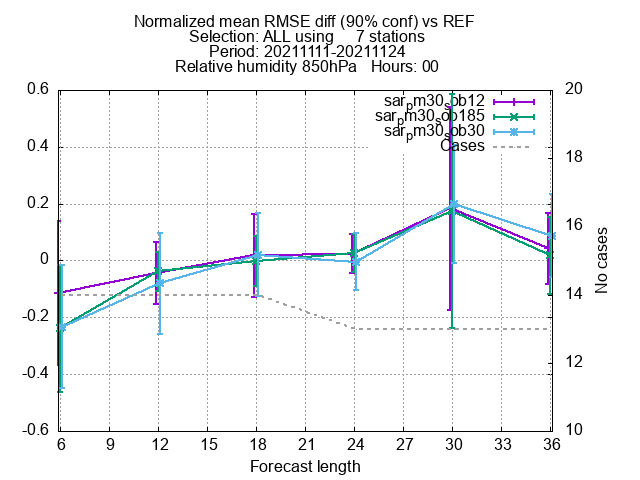 Normalized mean RMSE diff (90% conf) vs REF
Selection: ALL using 7 stations
Period: 20211111-20211124
Relative humidity 850hPa Hours: 00
sar_pm30_sob12
sar_pm30_sob185
sar_pm30_sob30
Cases
0.6
0.4
0.2
0
-0.2
-0.4
-0.6
20
18
16
14
12
10
No cases
6 9 12 15 18 21 24 27 30 33 36
Forecast length